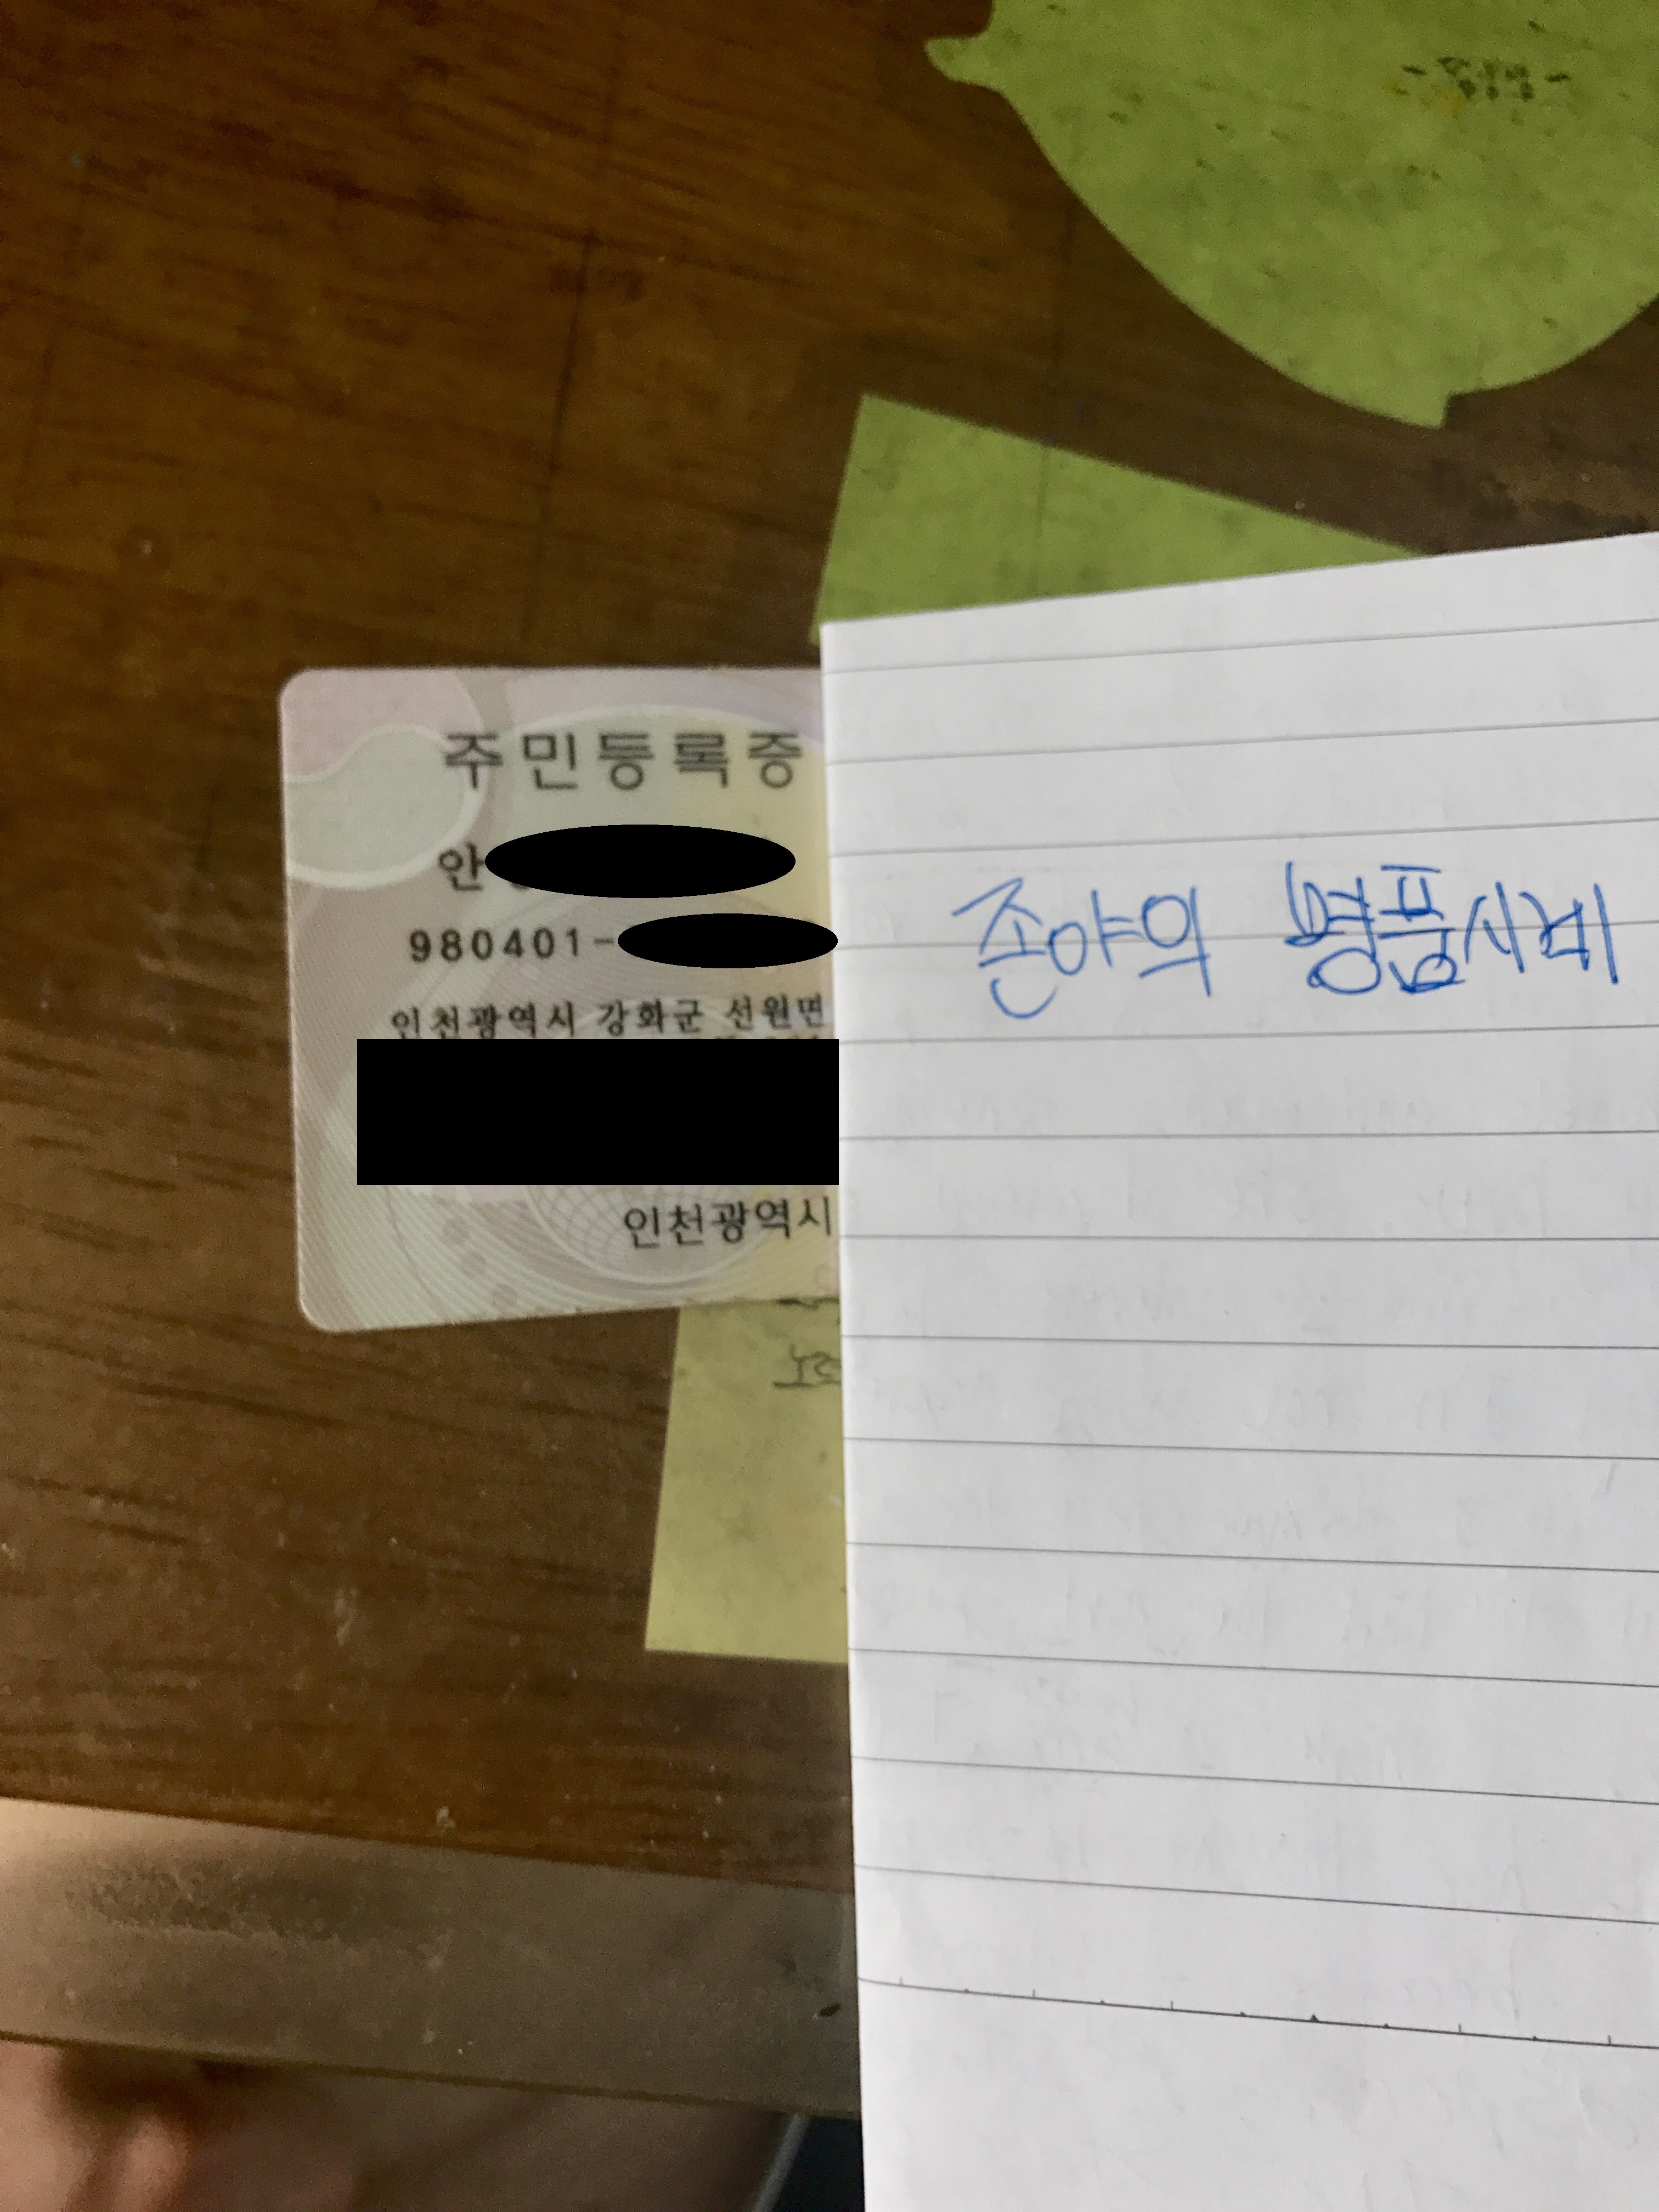 주민등록증
안
980401-
인천광역시 강화군 선원면
인천광역시
존야의 명품시계